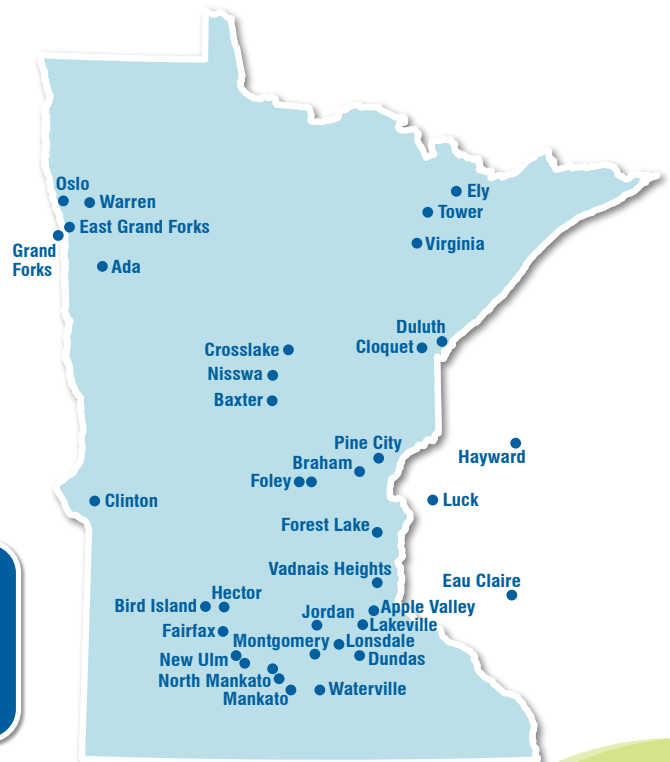 Oslo
Warren
East Grand Forks
Grand
Forks
Ada
Ely
Tower
Virginia
Duluth
Cloquet
Crosslake
Nisswa
Baxter
Pine City
Braham
Foley
Hayward
Clinton
Luck
Forest Lake
Vadnais Heights
Eau Claire
Hector
Bird Island
Apple Valley
Jordan
Lakeville
Fairfax
Montgomery
Lonsdale
New Ulm
Dundas
North Mankato
Mankato
Waterville